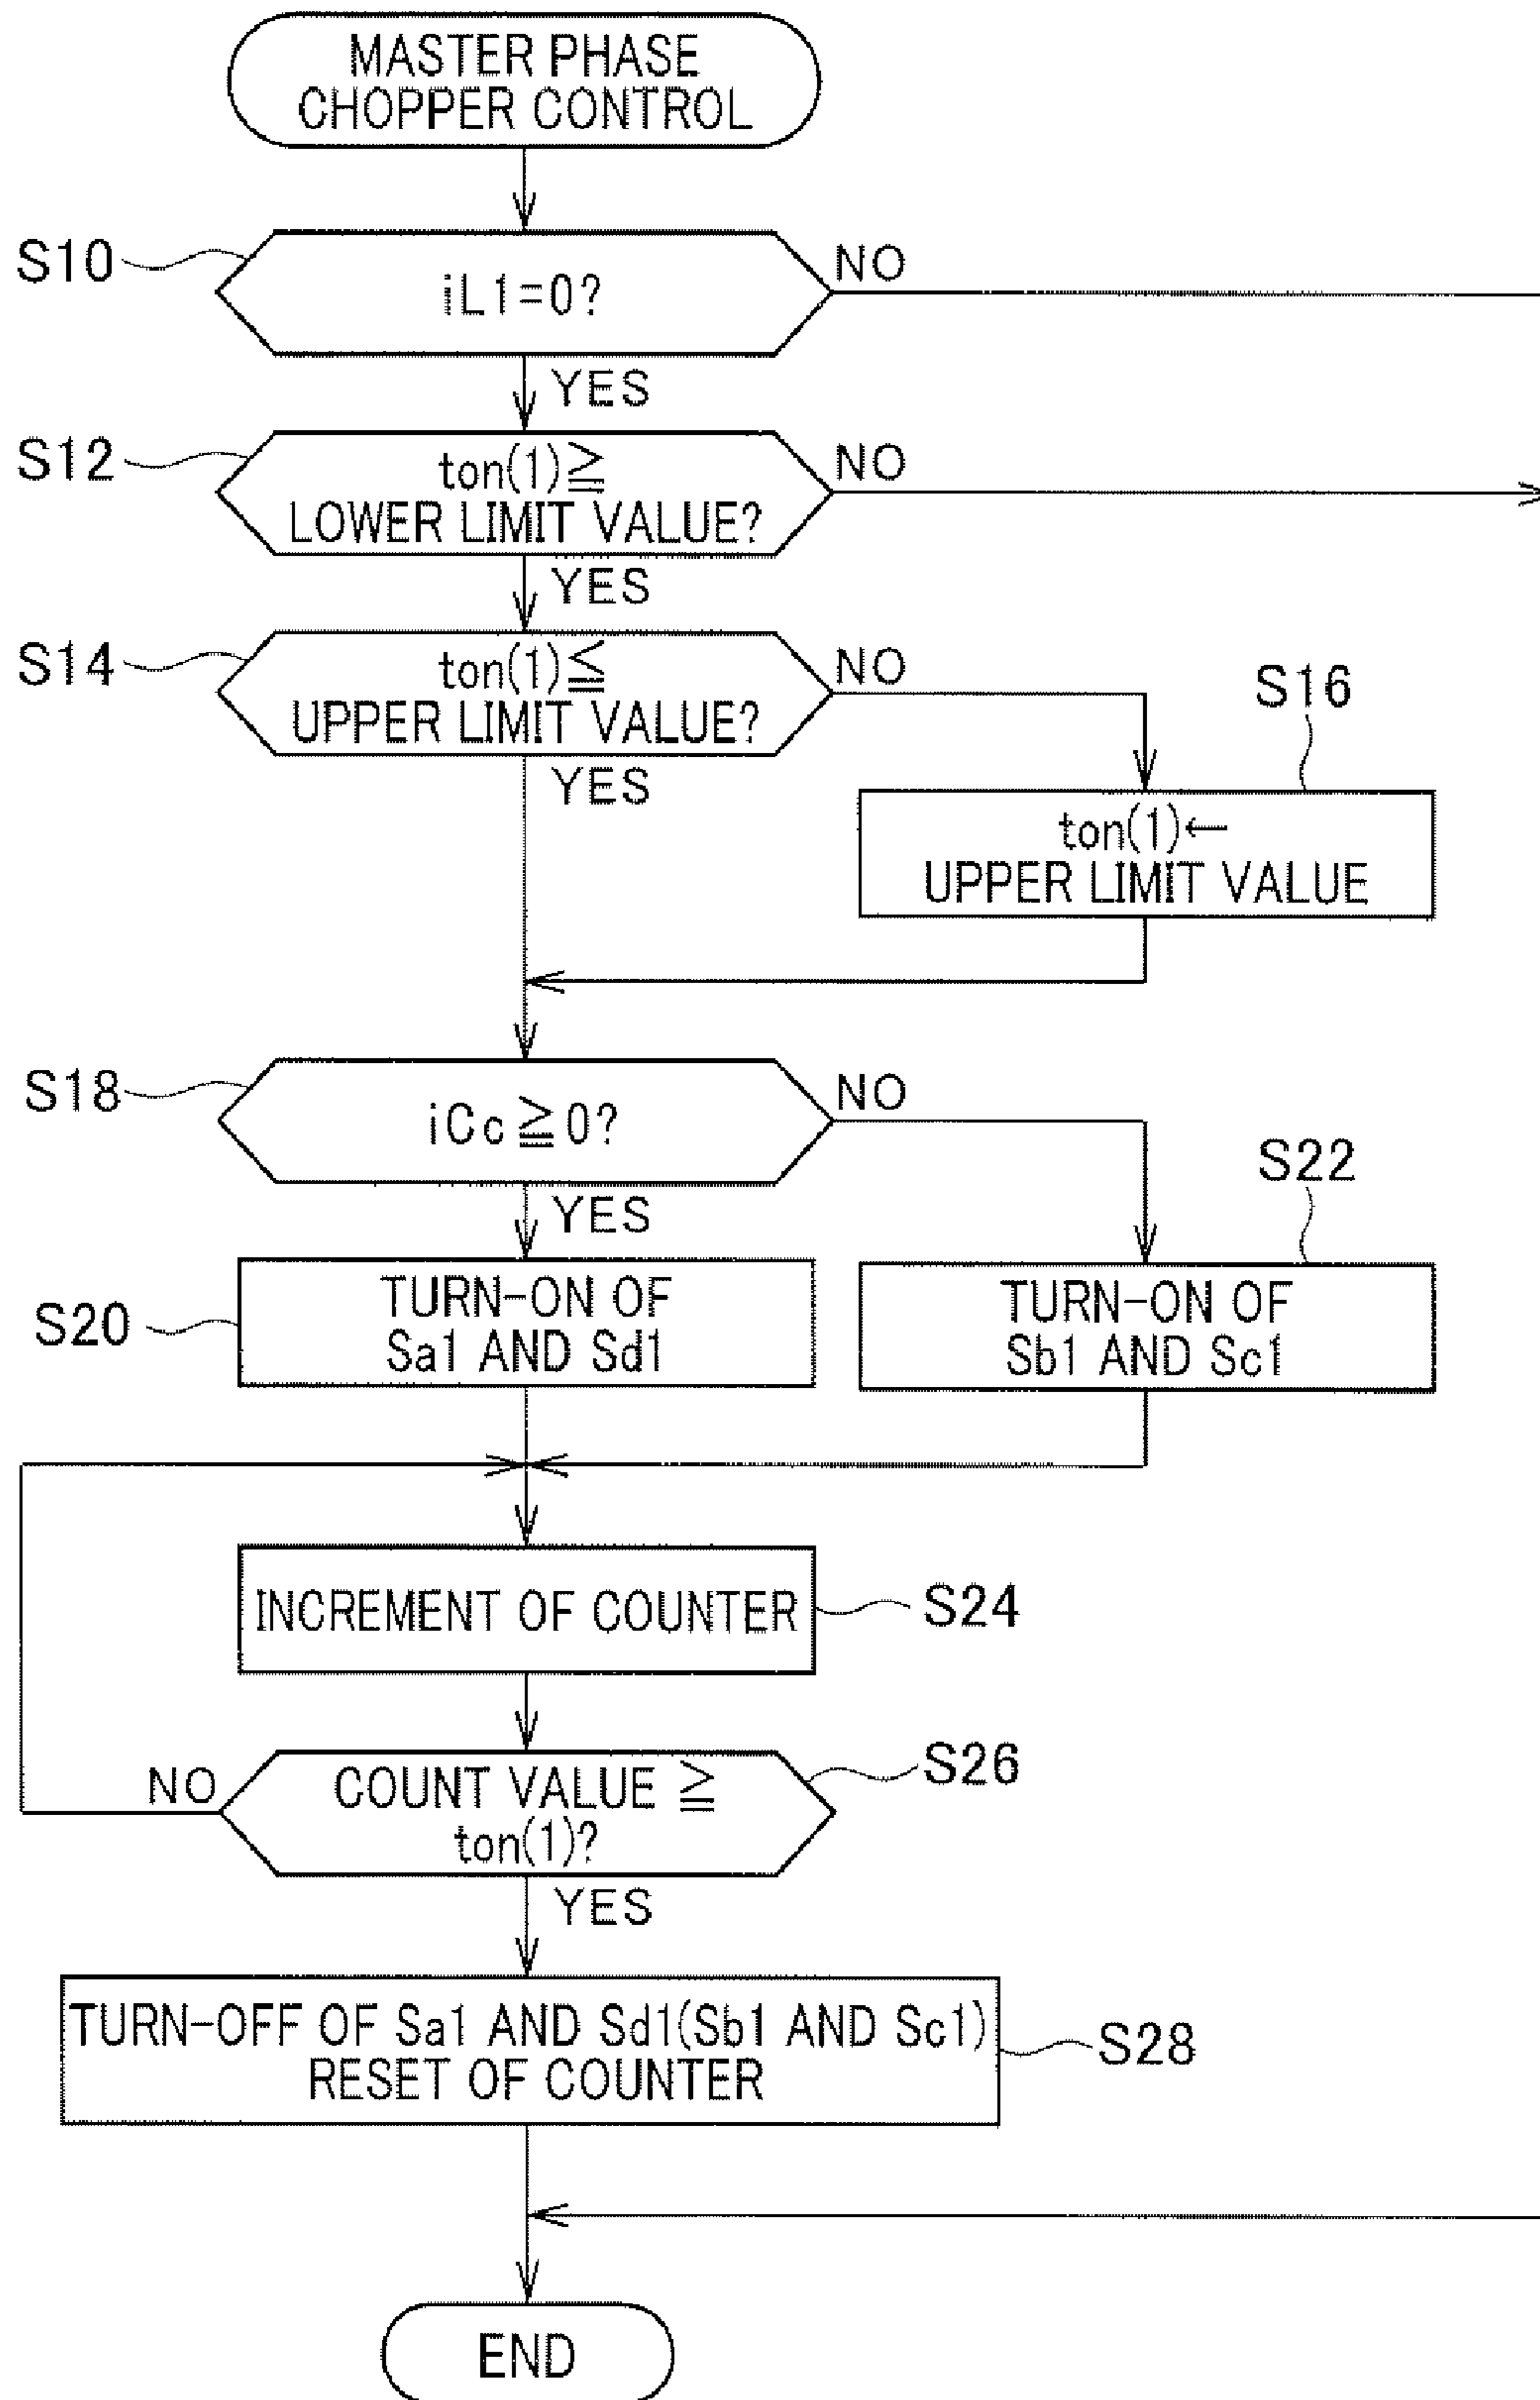 MASTER PHASE
CHOPPER CONTROL
S10
iL1=0?
NO
YES
S12
ton(1)≧
LOWER LIMIT VALUE?
NO
YES
S14
ton(1)≦
UPPER LIMIT VALUE?
NO
YES
S16
ton(1)←
UPPER LIMIT VALUE
S18
iCc≧0?
NO
YES
S20
TURN-ON OF
Sa1 AND Sd1
S22
TURN-ON OF
Sb1 AND Sc1
INCREMENT OF COUNTER
S24
NO
COUNT VALUE ≧
ton(1)?
S26
YES
TURN-OFF OF Sa1 AND Sd1(Sb1 AND Sc1)
RESET OF COUNTER
S28
END